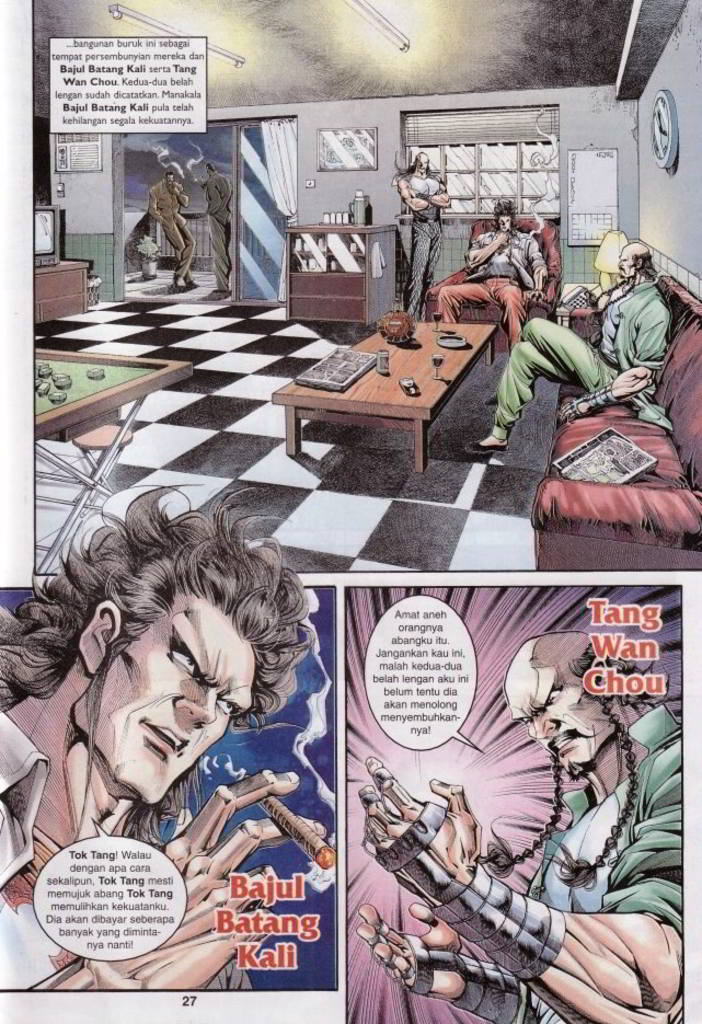 ...bangunan buruk ini sebagai
tempat persembunyian mereka dan
Bajul Batang Kali serta Tang
Wan Chou. Kedua-dua belah
lengan sudah dicatatkan. Manakala
Bajul Batang Kali pula telah
kehilangan segala kekuatannya.
Tok Tang! Walau
dengan apa cara
sekalipun, Tok Tang mesti
memujuk abang Tok Tang
memulihkan kekuatanku.
Dia akan dibayar seberapa
banyak yang diminta-
nya nanti!
Bajul
Batang
Kali
Amat aneh
orangnya
abangku itu.
Jangankan kau ini,
malah kedua-dua
belah lengan aku ini
belum tentu dia
akan menolong
menyembuhkan-
nya!
Tang
Wan
Chou
27